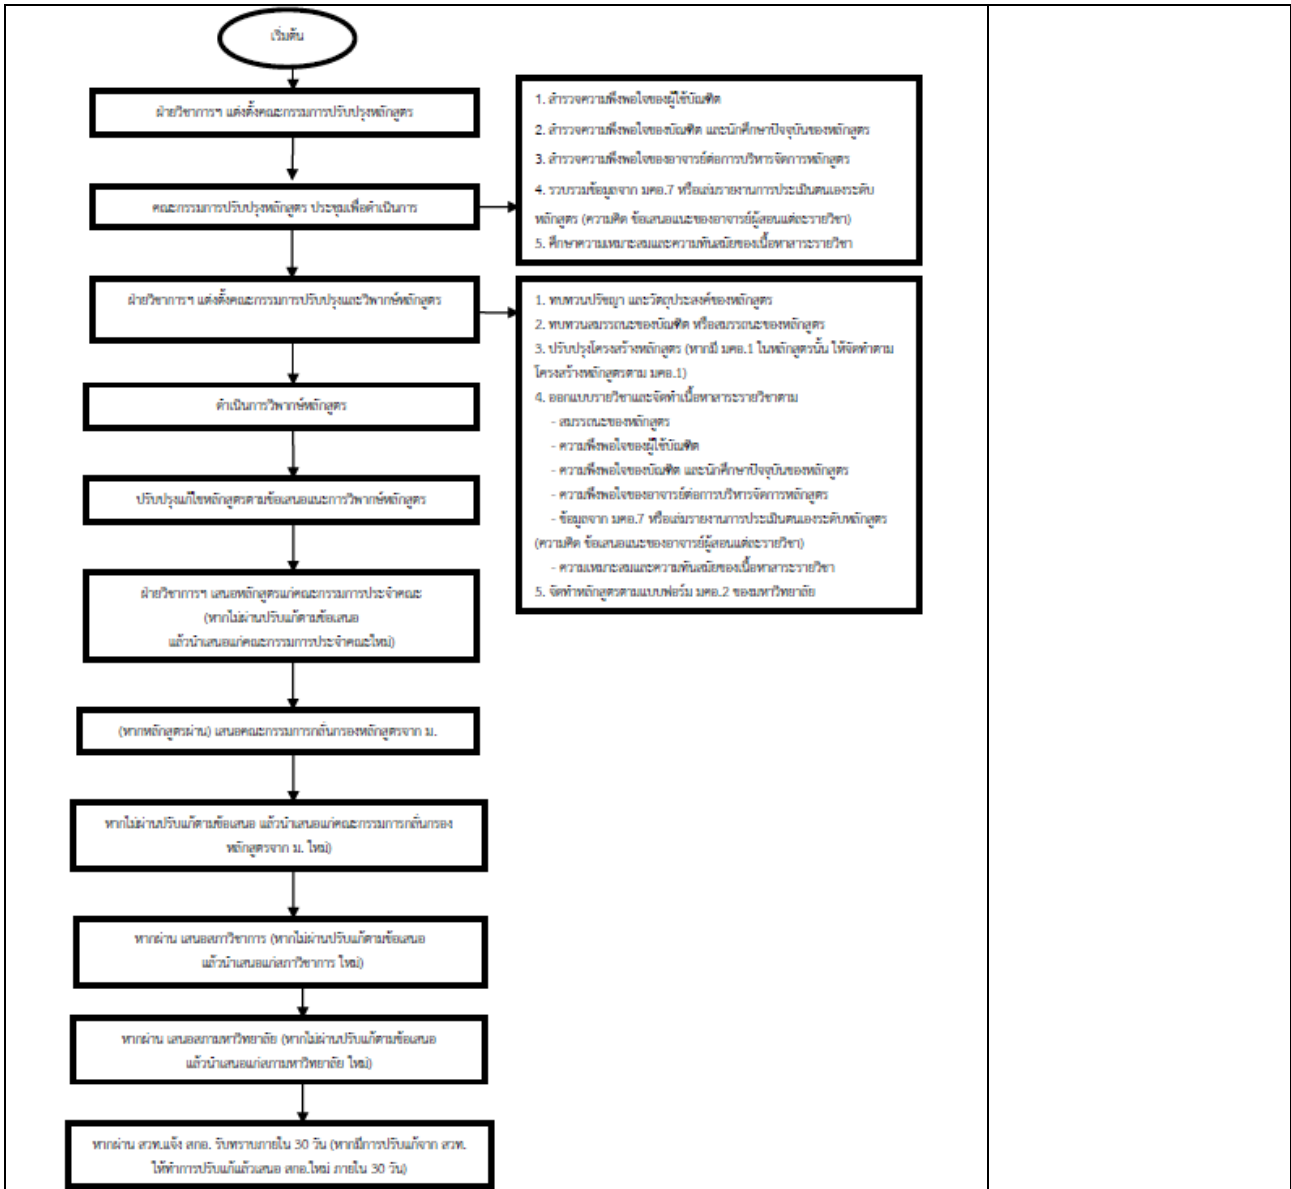 เริ่มต้น
ฝ่ายวิชาการฯ แต่งตั้งคณะกรรมการปรับปรุงหลักสูตร
คณะกรรมการปรับปรุงหลักสูตร ประชุมเพื่อดำเนินการ
1. สำรวจความพึงพอใจของผู้ใช้บัณฑิต
2. สำรวจความพึงพอใจของบัณฑิต และนักศึกษาปัจจุบันของหลักสูตร
3. สำรวจความพึงพอใจของอาจารย์ต่อการบริหารจัดการหลักสูตร
4. รวบรวมข้อมูลจาก มคอ.7 หรือเล่มรายงานการประเมินตนเองระดับ
หลักสูตร (ความคิด ข้อเสนอแนะของอาจารย์ผู้สอนแต่ละรายวิชา)
5. ศึกษาความเหมาะสมและความทันสมัยของเนื้อหาสาระรายวิชา
ฝ่ายวิชาการฯ แต่งตั้งคณะกรรมการปรับปรุงและวิพากษ์หลักสูตร
1. ทบทวนปรัชญา และวัตถุประสงค์ของหลักสูตร
2. ทบทวนสมรรถนะของบัณฑิต หรือสมรรถนะของหลักสูตร
3. ปรับปรุงโครงสร้างหลักสูตร (หากมี มคอ.1 ในหลักสูตรนั้น ให้จัดทำตาม
โครงสร้างหลักสูตรตาม มคอ.1)
4. ออกแบบรายวิชาและจัดทำเนื้อหาสาระรายวิชาตาม
- สมรรถนะของหลักสูตร
- ความพึงพอใจของผู้ใช้บัณฑิต
- ความพึงพอใจของบัณฑิต และนักศึกษาปัจจุบันของหลักสูตร
- ความพึงพอใจของอาจารย์ต่อการบริหารจัดการหลักสูตร
- ข้อมูลจาก มคอ.7 หรือเล่มรายงานการประเมินตนเองระดับหลักสูตร
(ความคิด ข้อเสนอแนะของอาจารย์ผู้สอนแต่ละรายวิชา)
- ความเหมาะสมและความทันสมัยของเนื้อหาสาระรายวิชา
5. จัดทำหลักสูตรตามแบบฟอร์ม มคอ.2 ของมหาวิทยาลัย
ดำเนินการวิพากษ์หลักสูตร
ปรับปรุงแก้ไขหลักสูตรตามข้อเสนอแนะการวิพากษ์หลักสูตร
ฝ่ายวิชาการฯ เสนอหลักสูตรแก่คณะกรรมการประจำคณะ
(หากไม่ผ่านปรับแก้ตามข้อเสนอ
แล้วนำเสนอแก่คณะกรรมการประจำคณะใหม่)
(หากหลักสูตรผ่าน) เสนอคณะกรรมการกลั่นกรองหลักสูตรจาก ม.
หากไม่ผ่านปรับแก้ตามข้อเสนอ แล้วนำเสนอแก่คณะกรรมการกลั่นกรอง
หลักสูตรจาก ม. ใหม่)
หากผ่าน เสนอสภาวิชาการ (หากไม่ผ่านปรับแก้ตามข้อเสนอ
แล้วนำเสนอแก่สภาวิชาการ ใหม่)
หากผ่าน เสนอสภามหาวิทยาลัย (หากไม่ผ่านปรับแก้ตามข้อเสนอ
แล้วนำเสนอแก่สภามหาวิทยาลัย ใหม่)
หากผ่าน สวท.แจ้ง สกอ. รับทราบภายใน 30 วัน (หากมีการปรับแก้จาก สวท.
ให้ทำการปรับแก้แล้วเสนอ สกอ.ใหม่ ภายใน 30 วัน)